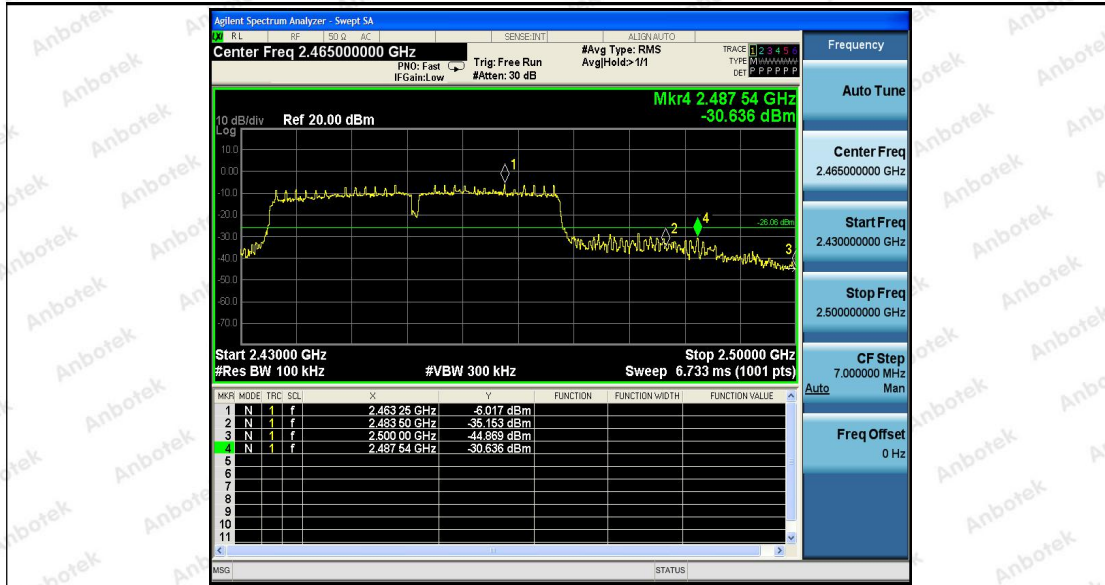 Agilent Spectrum Analyzer - Swept SA
RL RF 50 Ω AC SENSE:INT ALIGNAUTO
Center Freq 2.465000000 GHz
PNO: Fast
IFGain:Low
Trig: Free Run
#Atten: 30 dB
#Avg Type: RMS
Avg|Hold:>1/1
TRACE 1 2 3 4 5 6
TYPE M
DET P P P P P P
Mkr4 2.487 54 GHz
-30.636 dBm
10 dB/div Ref 20.00 dBm
Log
10.0
0.00
-10.0
-20.0
-30.0
-40.0
-50.0
-60.0
-70.0
1
2
4
3
-26.06 dBm
Start 2.43000 GHz Stop 2.50000 GHz
#Res BW 100 kHz #VBW 300 kHz Sweep 6.733 ms (1001 pts)
MKR MODE TRC SCL X Y FUNCTION FUNCTION WIDTH FUNCTION VALUE
1 N 1 f 2.463 25 GHz -6.017 dBm
2 N 1 f 2.483 50 GHz -35.153 dBm
3 N 1 f 2.500 00 GHz -44.869 dBm
4 N 1 f 2.487 54 GHz -30.636 dBm
5
6
7
8
9
10
11
MSG STATUS
Frequency
Auto Tune
Center Freq
2.465000000 GHz
Start Freq
2.430000000 GHz
Stop Freq
2.500000000 GHz
CF Step
7.000000 MHz
Auto Man
Freq Offset
0 Hz
Anbotek